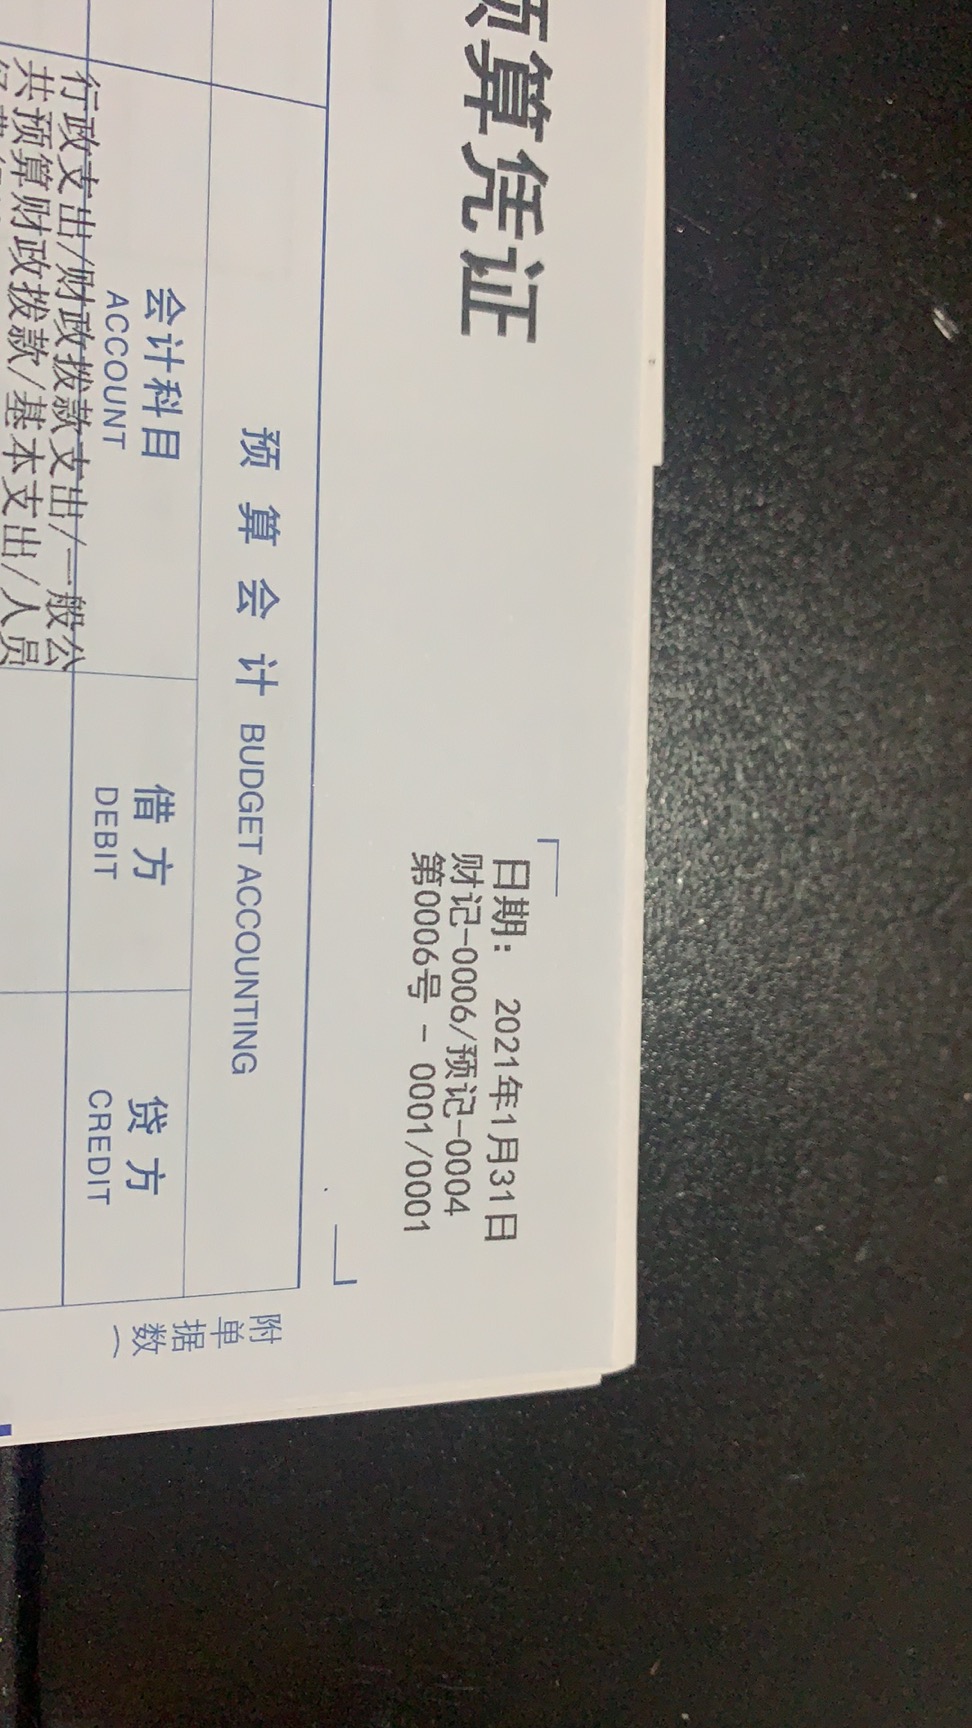 预算凭证
日期： 2021年1月31日
财记-0006/预记-0004
第0006号 - 0001/0001
预算会计 BUDGET ACCOUNTING
会计科目
ACCOUNT
借方
DEBIT
贷方
CREDIT
行政支出/财政拨款支出/一般公
共预算财政拨款/基本支出/人员
附单据数